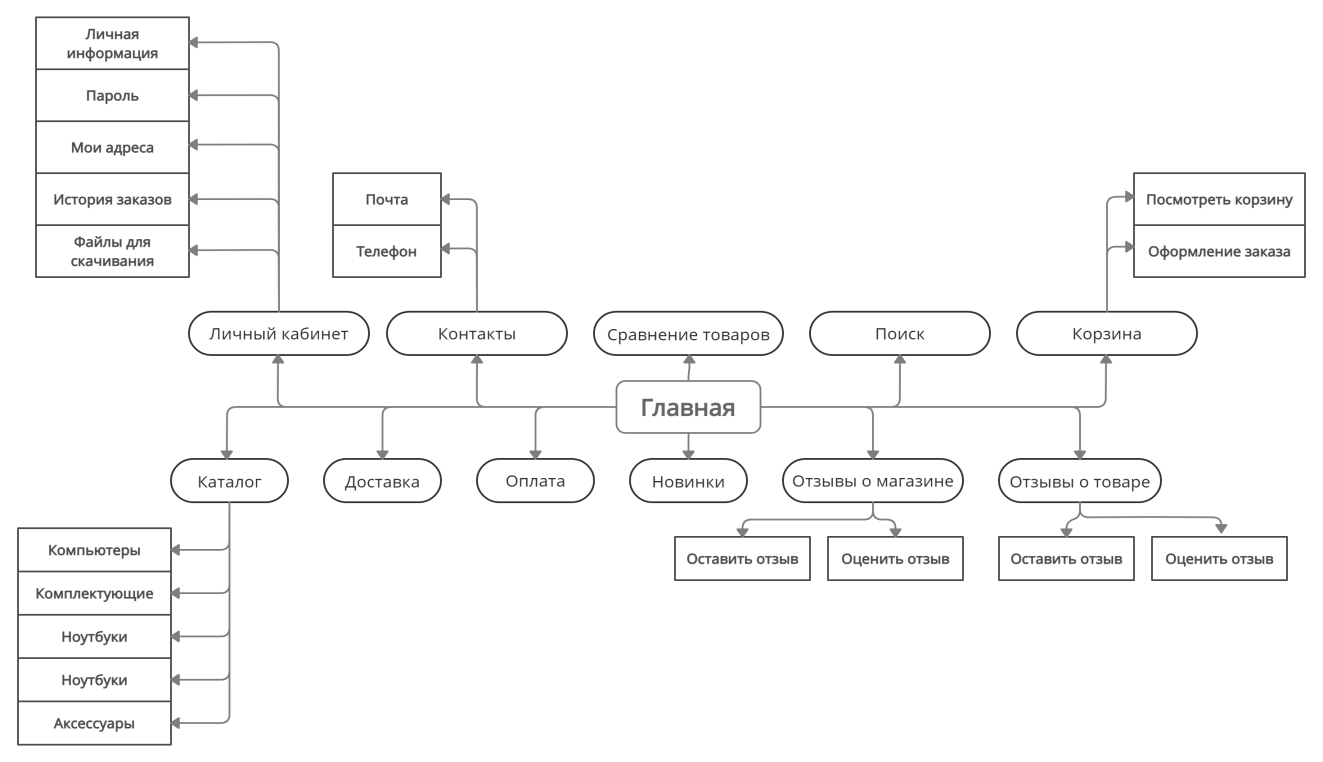 Личная
информация
Пароль
Мои адреса
История заказов
Файлы для
скачивания
Почта
Телефон
Посмотреть корзину
Оформление заказа
Личный кабинет
Контакты
Сравнение товаров
Поиск
Корзина
Главная
Каталог
Доставка
Оплата
Новинки
Отзывы о магазине
Отзывы о товаре
Оставить отзыв
Оценить отзыв
Оставить отзыв
Оценить отзыв
Компьютеры
Комплектующие
Ноутбуки
Ноутбуки
Аксессуары